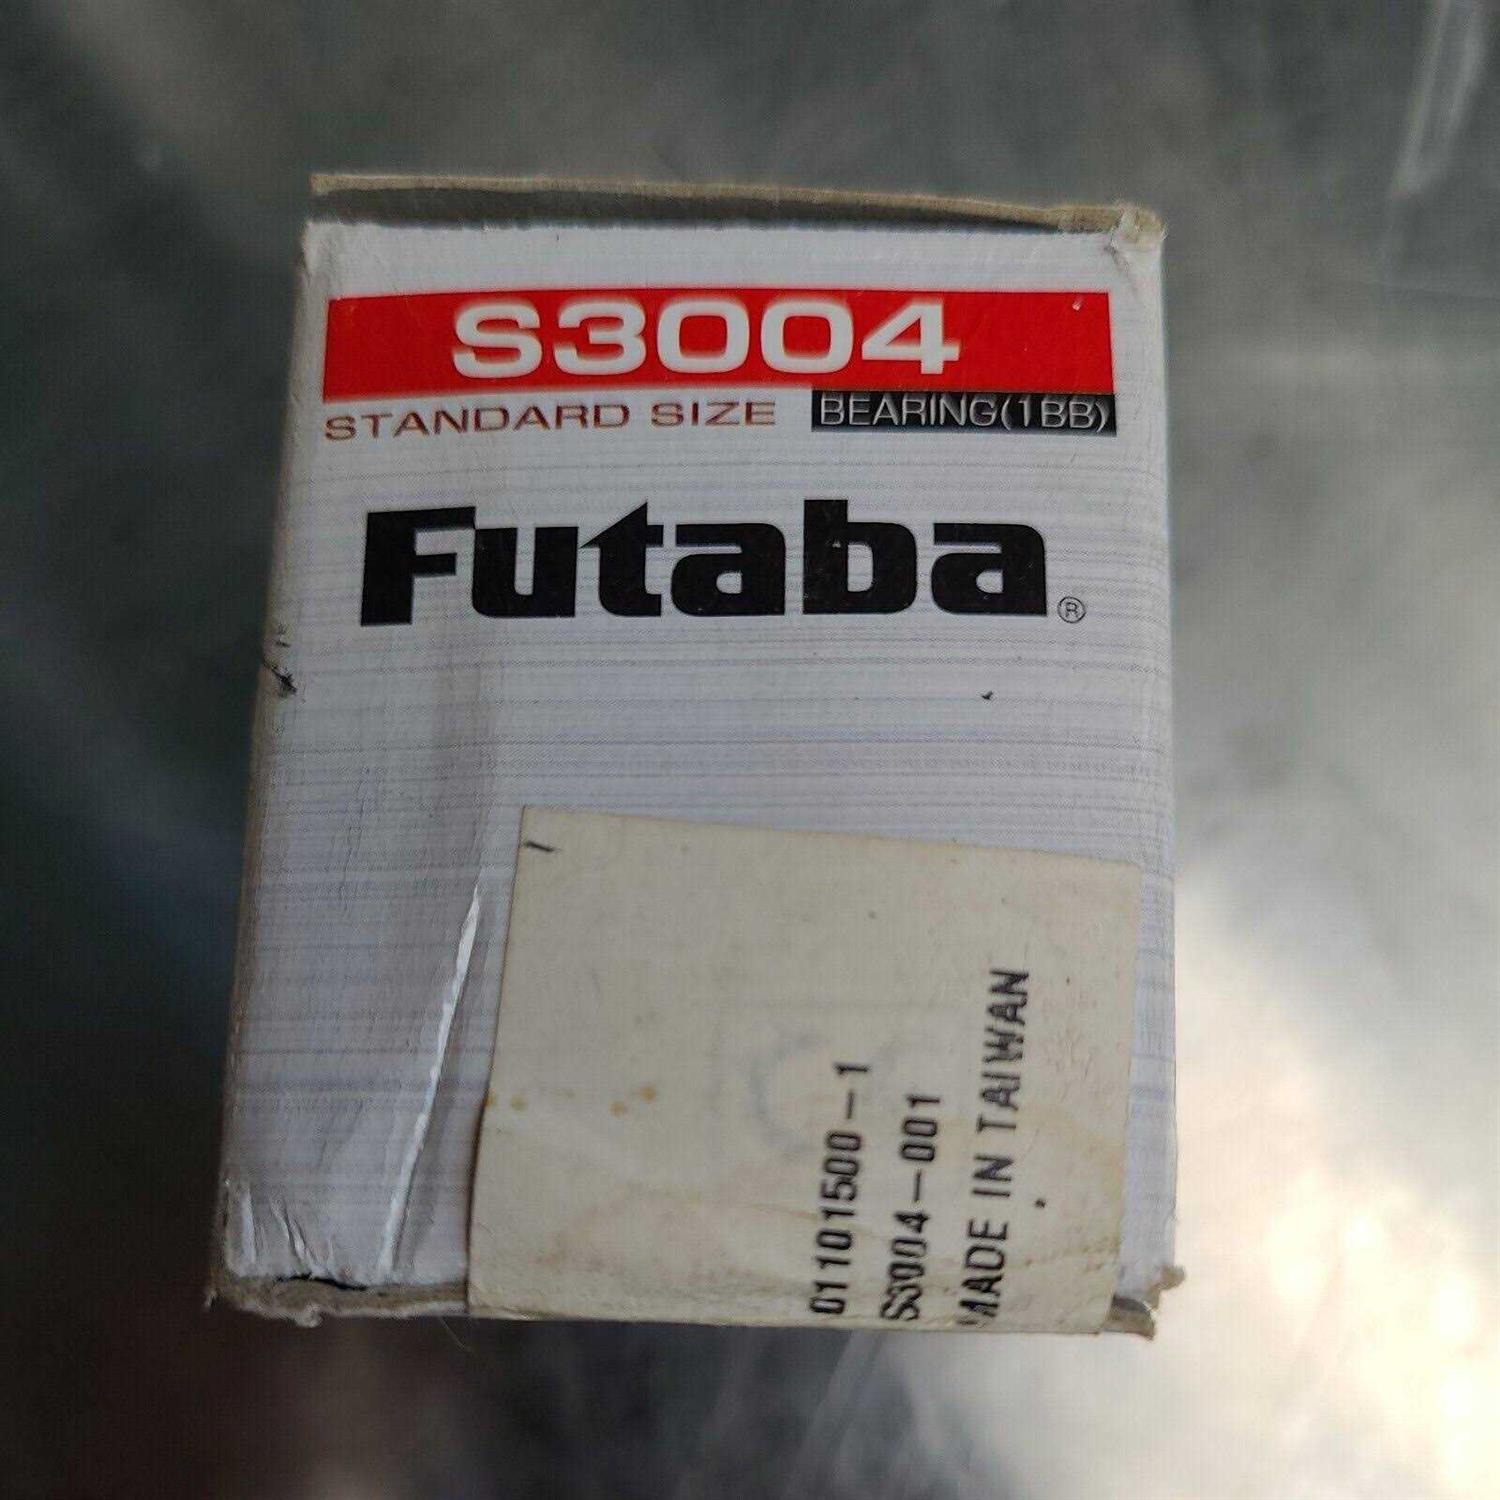 S3004
STANDARD SIZE BEARING(1BB)
Futaba®
01101500-1
S3004-001
MADE IN TAIWAN